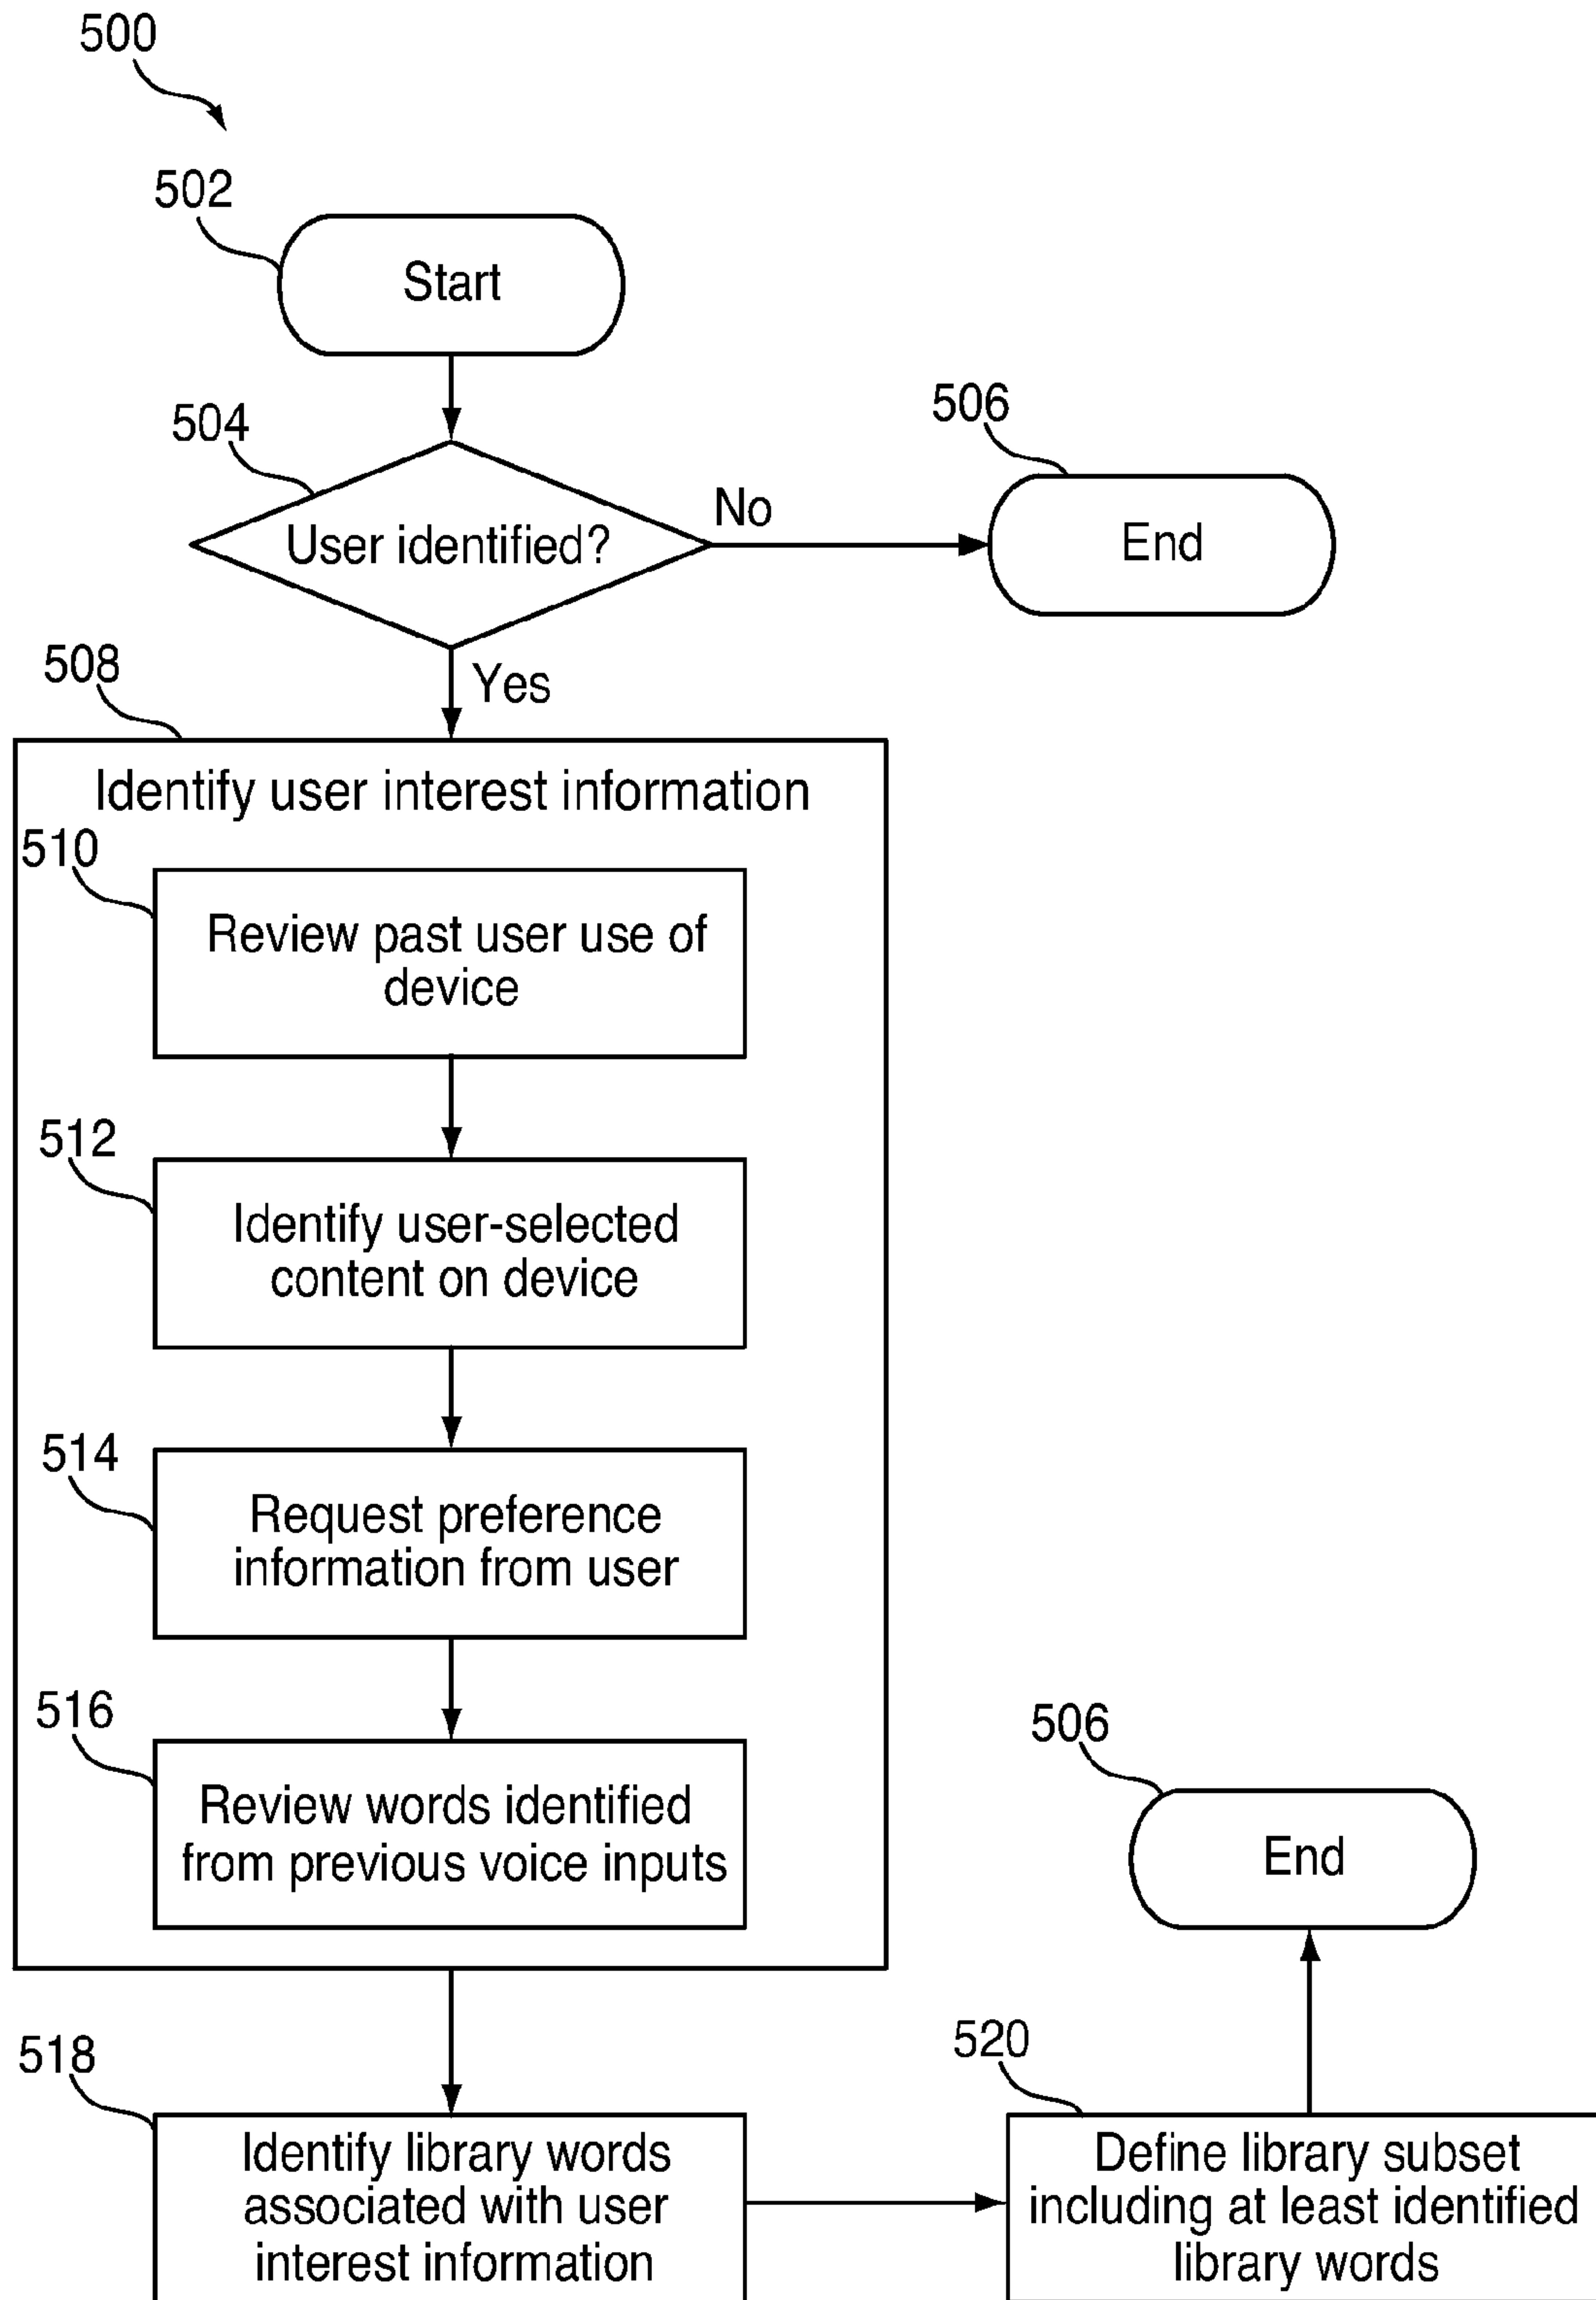 500
502
Start
504
User identified?
No
506
End
Yes
508
Identify user interest information
510
Review past user use of
device
512
Identify user-selected
content on device
514
Request preference
information from user
516
Review words identified
from previous voice inputs
506
End
518
Identify library words
associated with user
interest information
520
Define library subset
including at least identified
library words